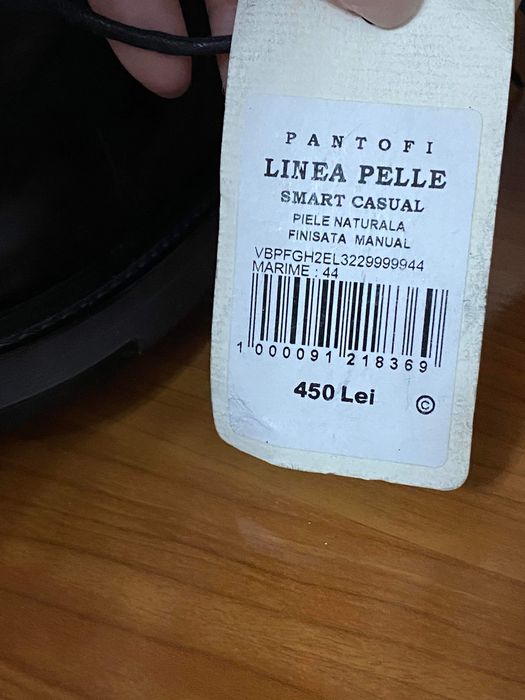 PANTOFI
LINEA PELLE
SMART CASUAL
PIELE NATURALA
FINISATA MANUAL
VBPFGH2EL3229999944
MARIME : 44
1 000091 218369
450 Lei ©